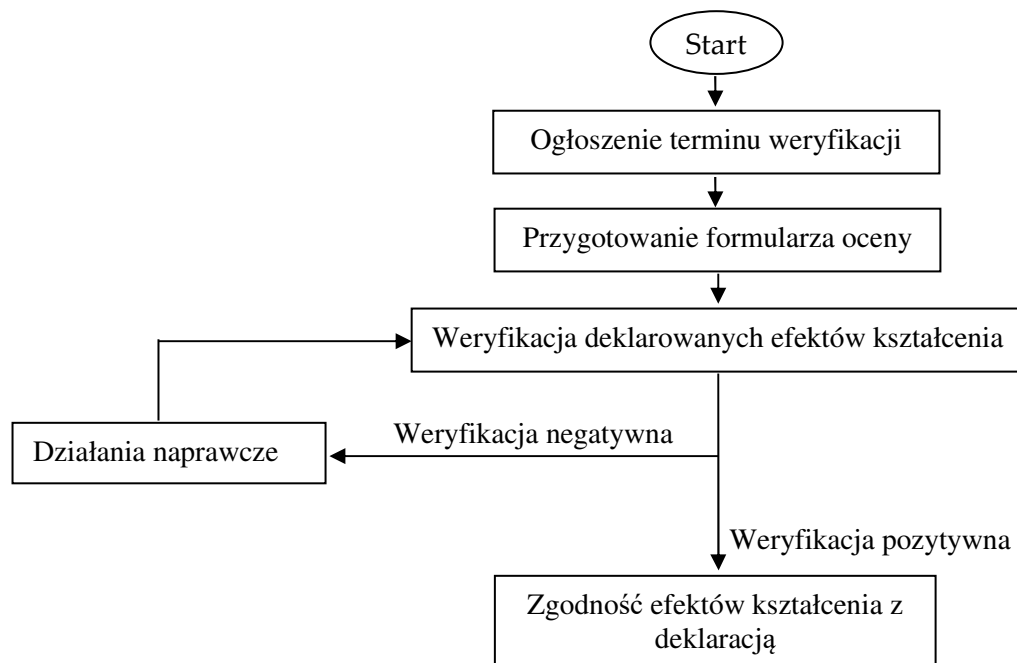 Start
Ogłoszenie terminu weryfikacji
Przygotowanie formularza oceny
Weryfikacja deklarowanych efektów kształcenia
Weryfikacja negatywna
Działania naprawcze
Weryfikacja pozytywna
Zgodność efektów kształcenia z
deklaracją